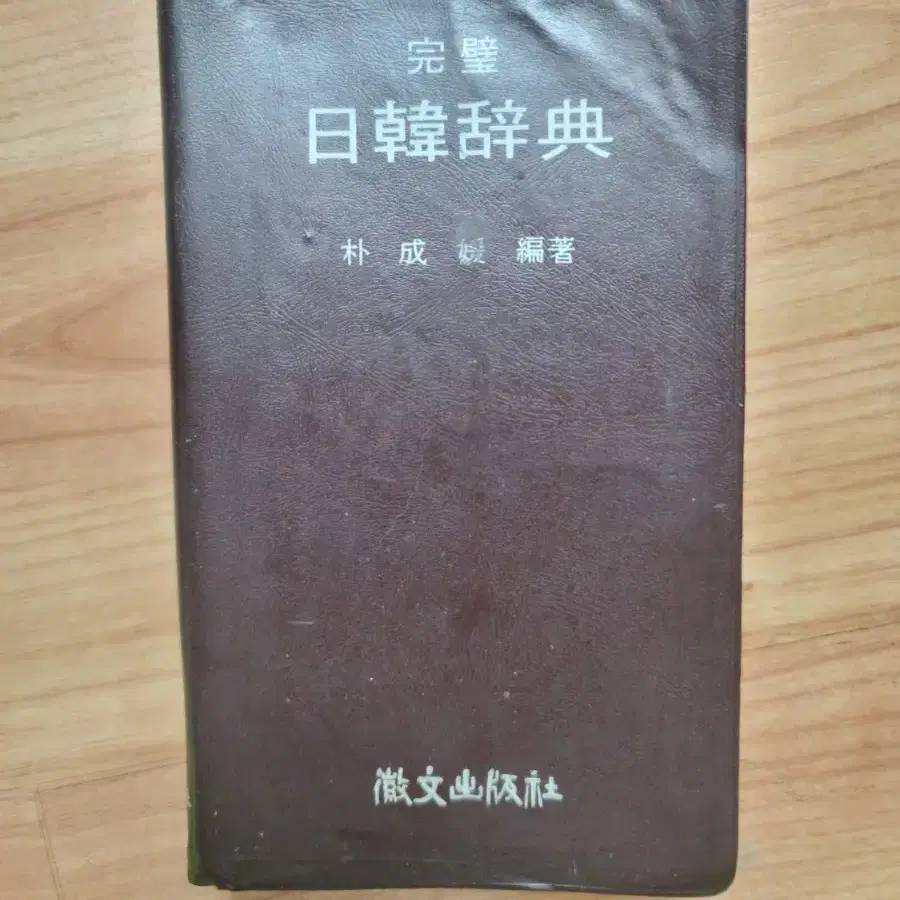 完璧
日韓辞典
朴成媛 編著
徽文出版社